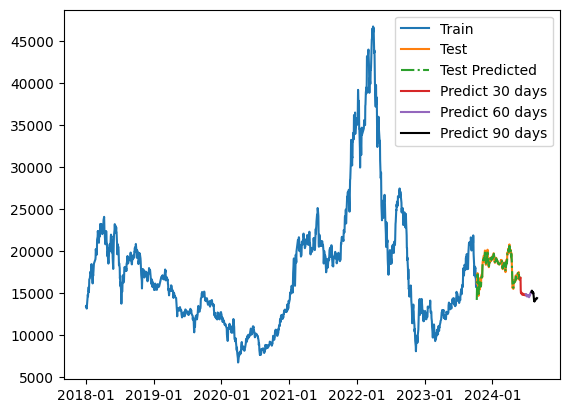 45000
40000
35000
30000
25000
20000
15000
10000
5000
2018-01 2019-01 2020-01 2021-01 2022-01 2023-01 2024-01
Train
Test
Test Predicted
Predict 30 days
Predict 60 days
Predict 90 days